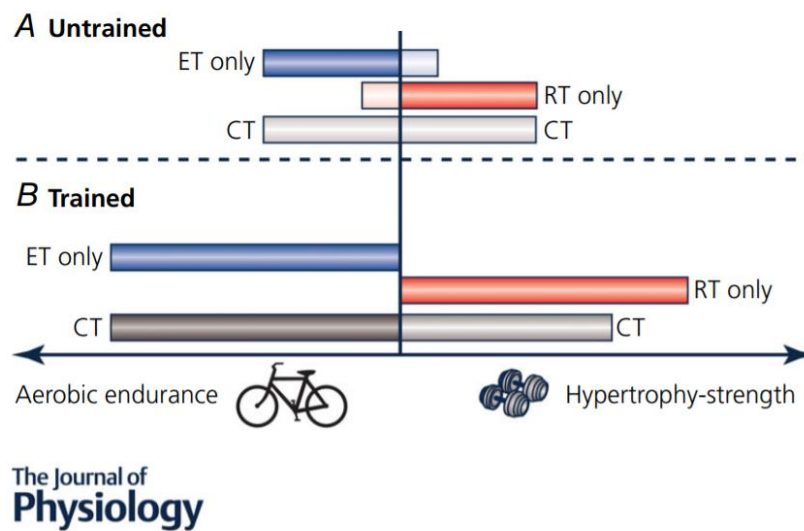 A Untrained
ET only
RT only
CT CT
B Trained
ET only
RT only
CT CT
Aerobic endurance Hypertrophy-strength
The Journal of
Physiology